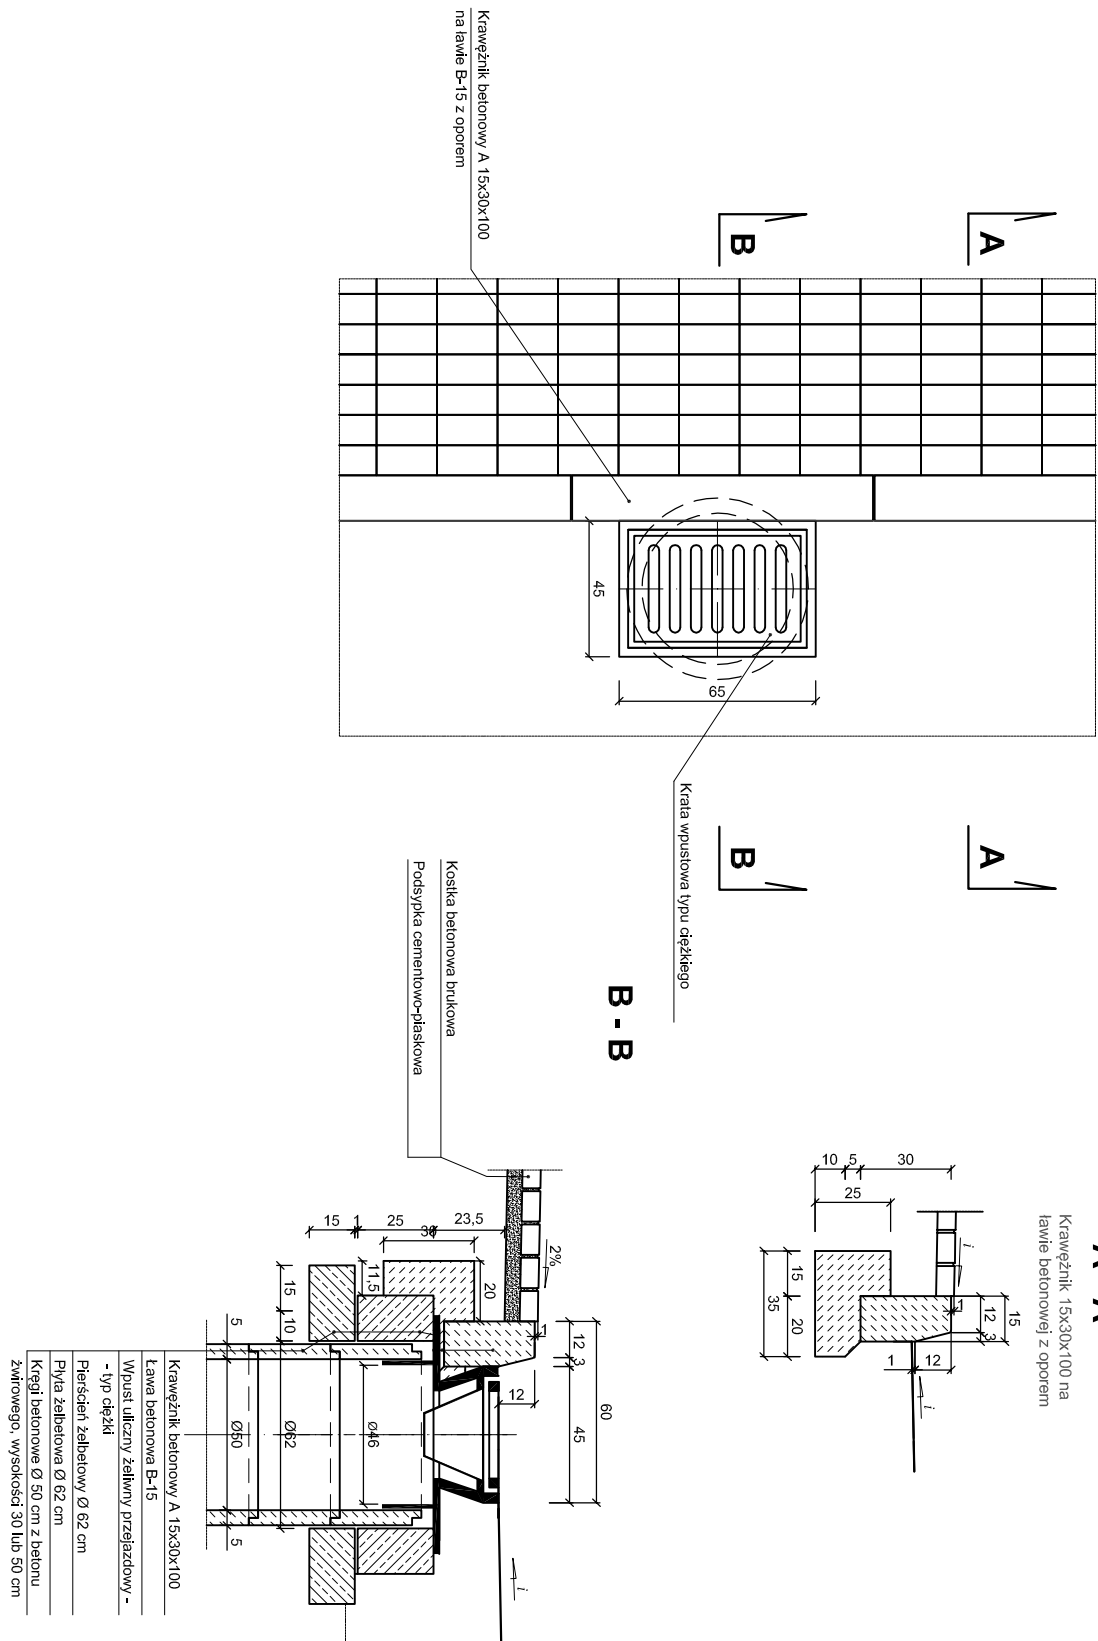 A - A
Krawężnik 15x30x100 na
ławie betonowej z oporem
A
A
B
B
Krawężnik betonowy A 15x30x100
na ławie B-15 z oporem
45
65
Krata wpustowa typu ciężkiego
10
5
30
25
15
20
35
1
12
3
15
1
12
i
i
B - B
Kostka betonowa brukowa
Podsypka cementowo-piaskowa
15
1
25
23,5
30
2%
11,5
20
15
10
5
1
12
3
12
45
60
Ø46
Ø62
Ø50
5
i
Krawężnik betonowy A 15x30x100
Ława betonowa B-15
Wpust uliczny żeliwny przejazdowy -
- typ ciężki
Pierścień żelbetowy Ø 62 cm
Płyta żelbetowa Ø 62 cm
Kręgi betonowe Ø 50 cm z betonu
żwirowego, wysokości 30 lub 50 cm